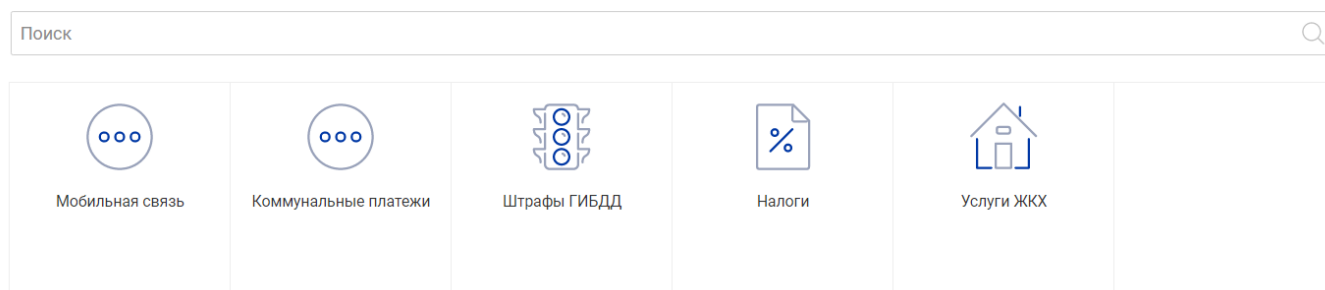 Поиск
Мобильная связь
Коммунальные платежи
Штрафы ГИБДД
Налоги
Услуги ЖКХ